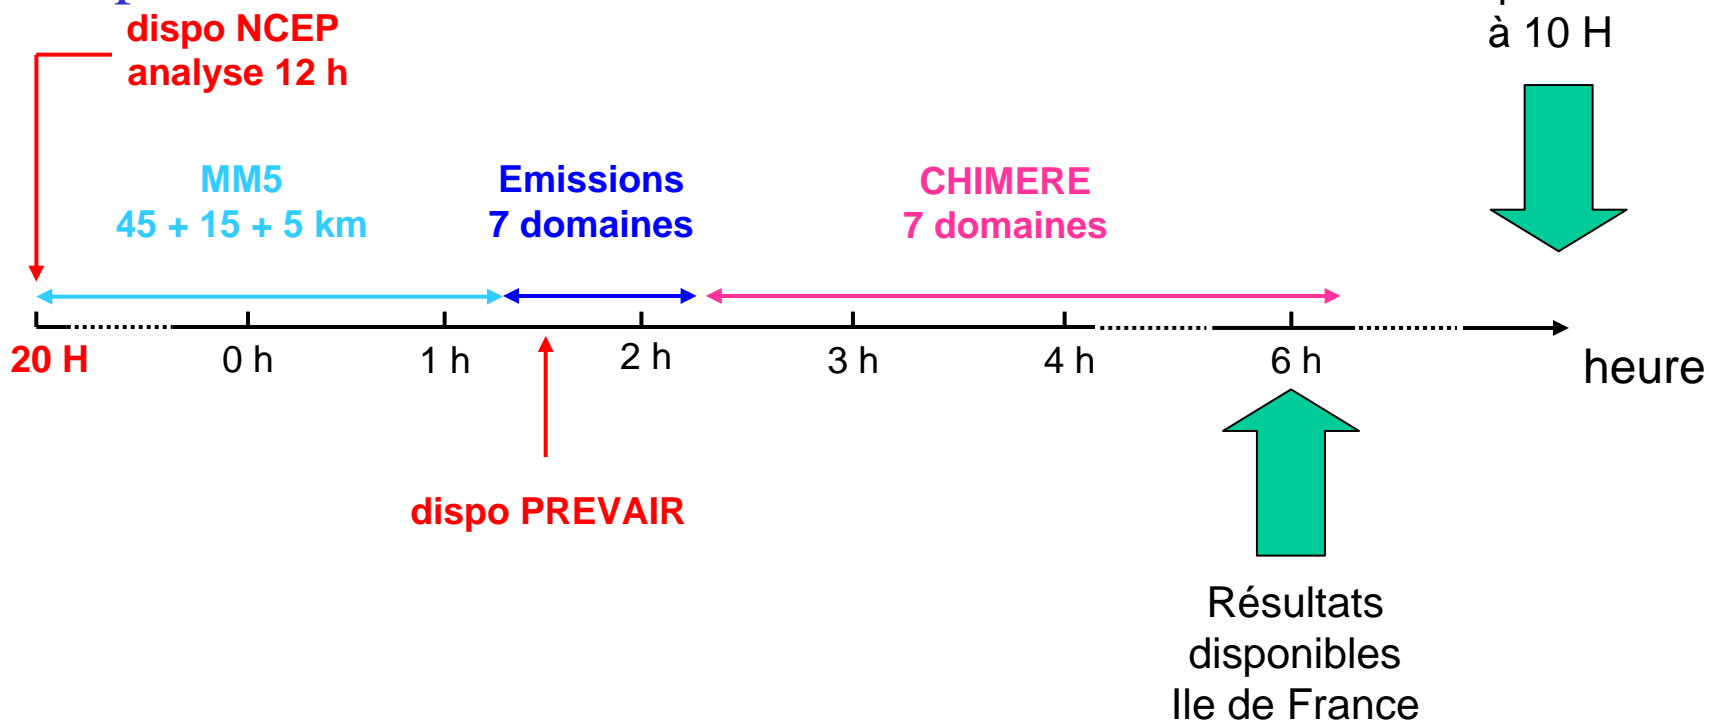 dispo NCEP
analyse 12 h
à 10 H
MM5
45 + 15 + 5 km
Emissions
7 domaines
CHIMERE
7 domaines
20 H
0 h
1 h
2 h
3 h
4 h
6 h
heure
dispo PREVAIR
Résultats
disponibles
Ile de France